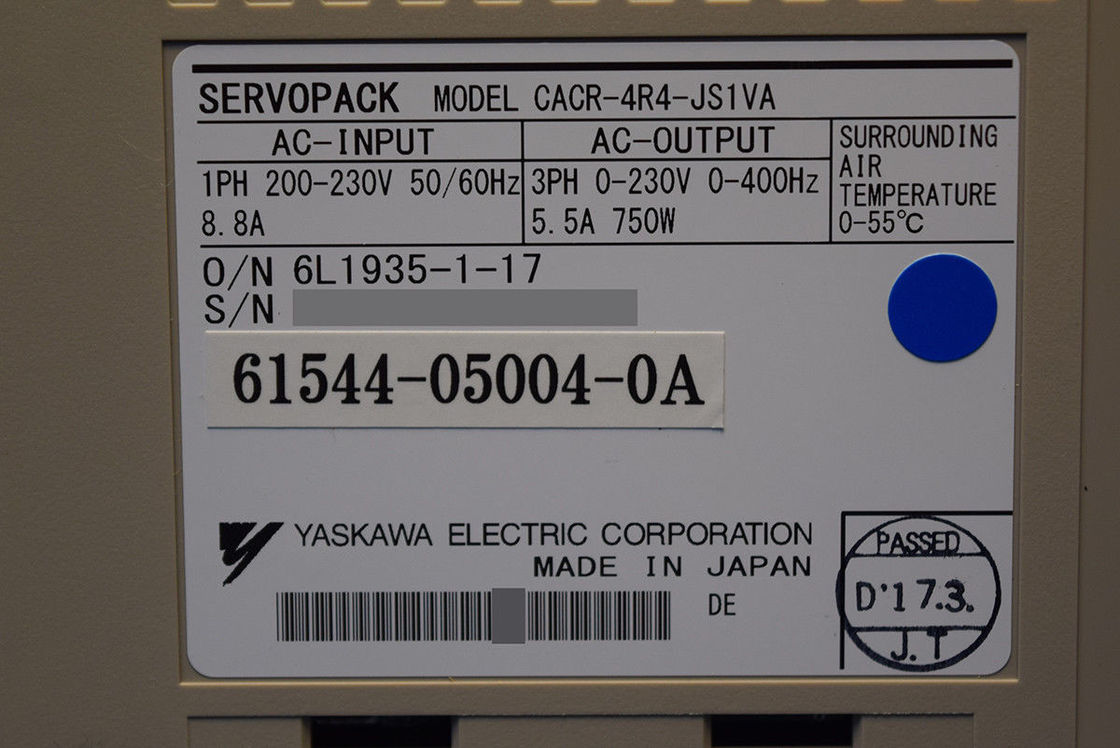 SERVOPACK MODEL CACR-4R4-JS1VA
AC-INPUT
1PH 200-230V 50/60Hz
8.8A
AC-OUTPUT
3PH 0-230V 0-400Hz
5.5A 750W
SURROUNDING
AIR
TEMPERATURE
0-55℃
O/N 6L1935-1-17
S/N
61544-05004-0A
YASKAWA ELECTRIC CORPORATION
MADE IN JAPAN
DE
PASSED
D'17.3.
J.T